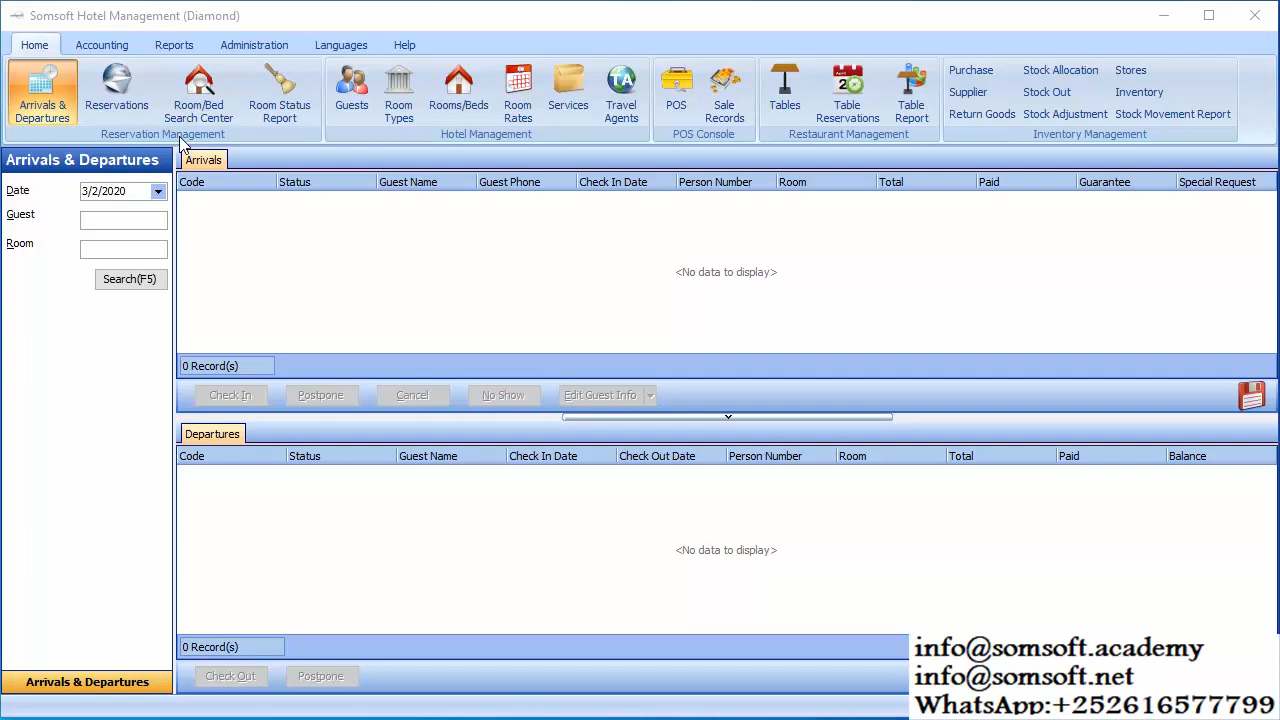 Somsoft Hotel Management (Diamond)
Home Accounting Reports Administration Languages Help
Arrivals & Departures
Reservations
Room/Bed Search Center
Room Status Report
Reservation Management
Guests
Room Types
Rooms/Beds
Room Rates
Services
Travel Agents
Hotel Management
POS
Sale Records
POS Console
Tables
Table Reservations
Table Report
Restaurant Management
Purchase Stock Allocation Stores
Supplier Stock Out Inventory
Return Goods Stock Adjustment Stock Movement Report
Inventory Management
Arrivals & Departures
Date 3/2/2020
Guest
Room
Search(F5)
Arrivals & Departures
Arrivals
Code Status Guest Name Guest Phone Check In Date Person Number Room Total Paid Guarantee Special Request
<No data to display>
0 Record(s)
Check In Postpone Cancel No Show Edit Guest Info
Departures
Code Status Guest Name Check In Date Check Out Date Person Number Room Total Paid Balance
<No data to display>
0 Record(s)
Check Out Postpone
info@somsoft.academy
info@somsoft.net
WhatsApp:+252616577799